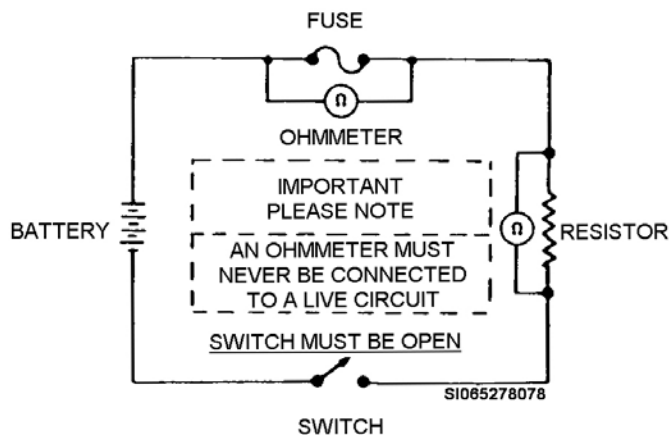 FUSE
Ω
OHMMETER
IMPORTANT
PLEASE NOTE
BATTERY
Ω
RESISTOR
AN OHMMETER MUST
NEVER BE CONNECTED
TO A LIVE CIRCUIT
SWITCH MUST BE OPEN
SI065278078
SWITCH